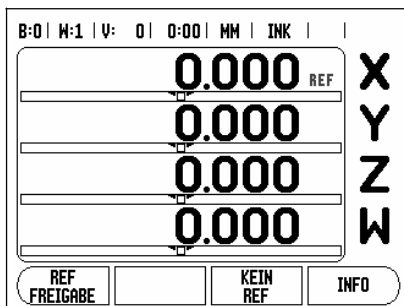 B:0 | W:1 | V: 0 | 0:00 | MM | INK | |
0.000 REF X
0.000 Y
0.000 Z
0.000 W
REF FREIGABE KEIN REF INFO